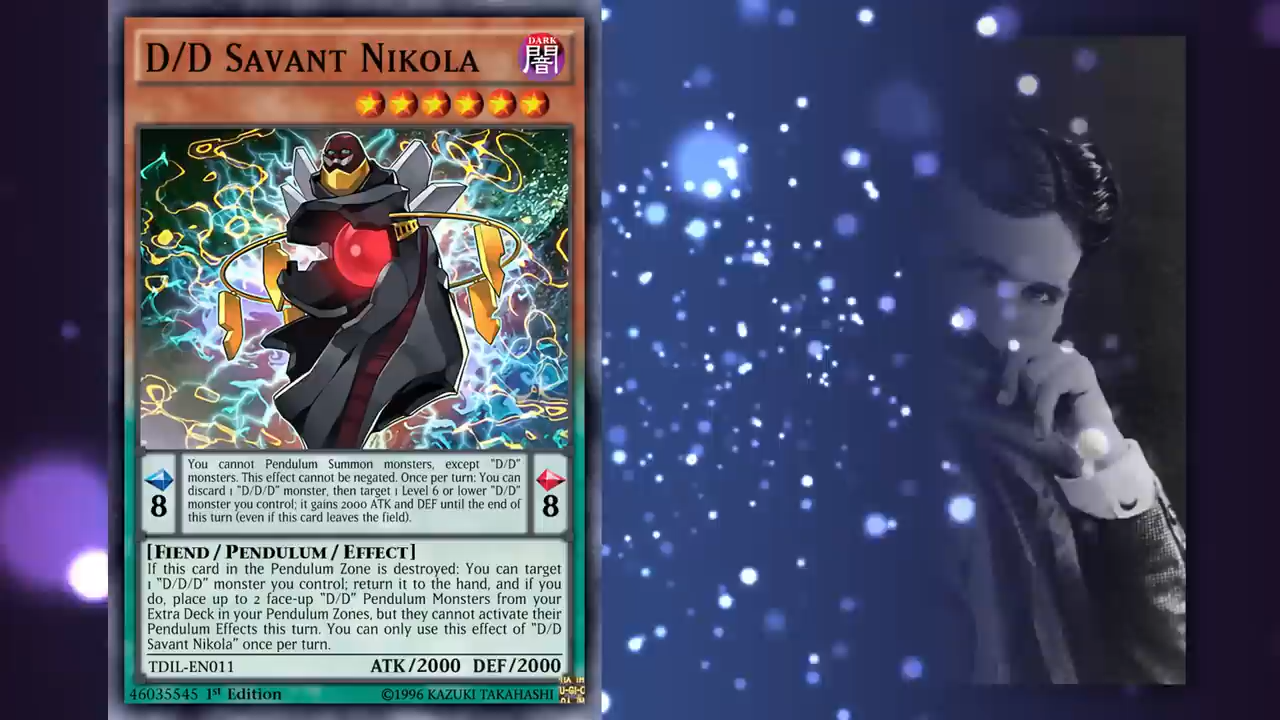 D/D SAVANT NIKOLA
DARK
闇
You cannot Pendulum Summon monsters, except "D/D"
monsters. This effect cannot be negated. Once per turn: You can
discard 1 "D/D/D" monster, then target 1 Level 6 or lower "D/D"
monster you control; it gains 2000 ATK and DEF until the end of
this turn (even if this card leaves the field).
8
8
[FIEND / PENDULUM / EFFECT]
If this card in the Pendulum Zone is destroyed: You can target
1 "D/D/D" monster you control; return it to the hand, and if you
do, place up to 2 face-up "D/D" Pendulum Monsters from your
Extra Deck in your Pendulum Zones, but they cannot activate their
Pendulum Effects this turn. You can only use this effect of "D/D
Savant Nikola" once per turn.
TDIL-EN011
ATK/2000 DEF/2000
46035545 1st Edition
©1996 KAZUKI TAKAHASHI